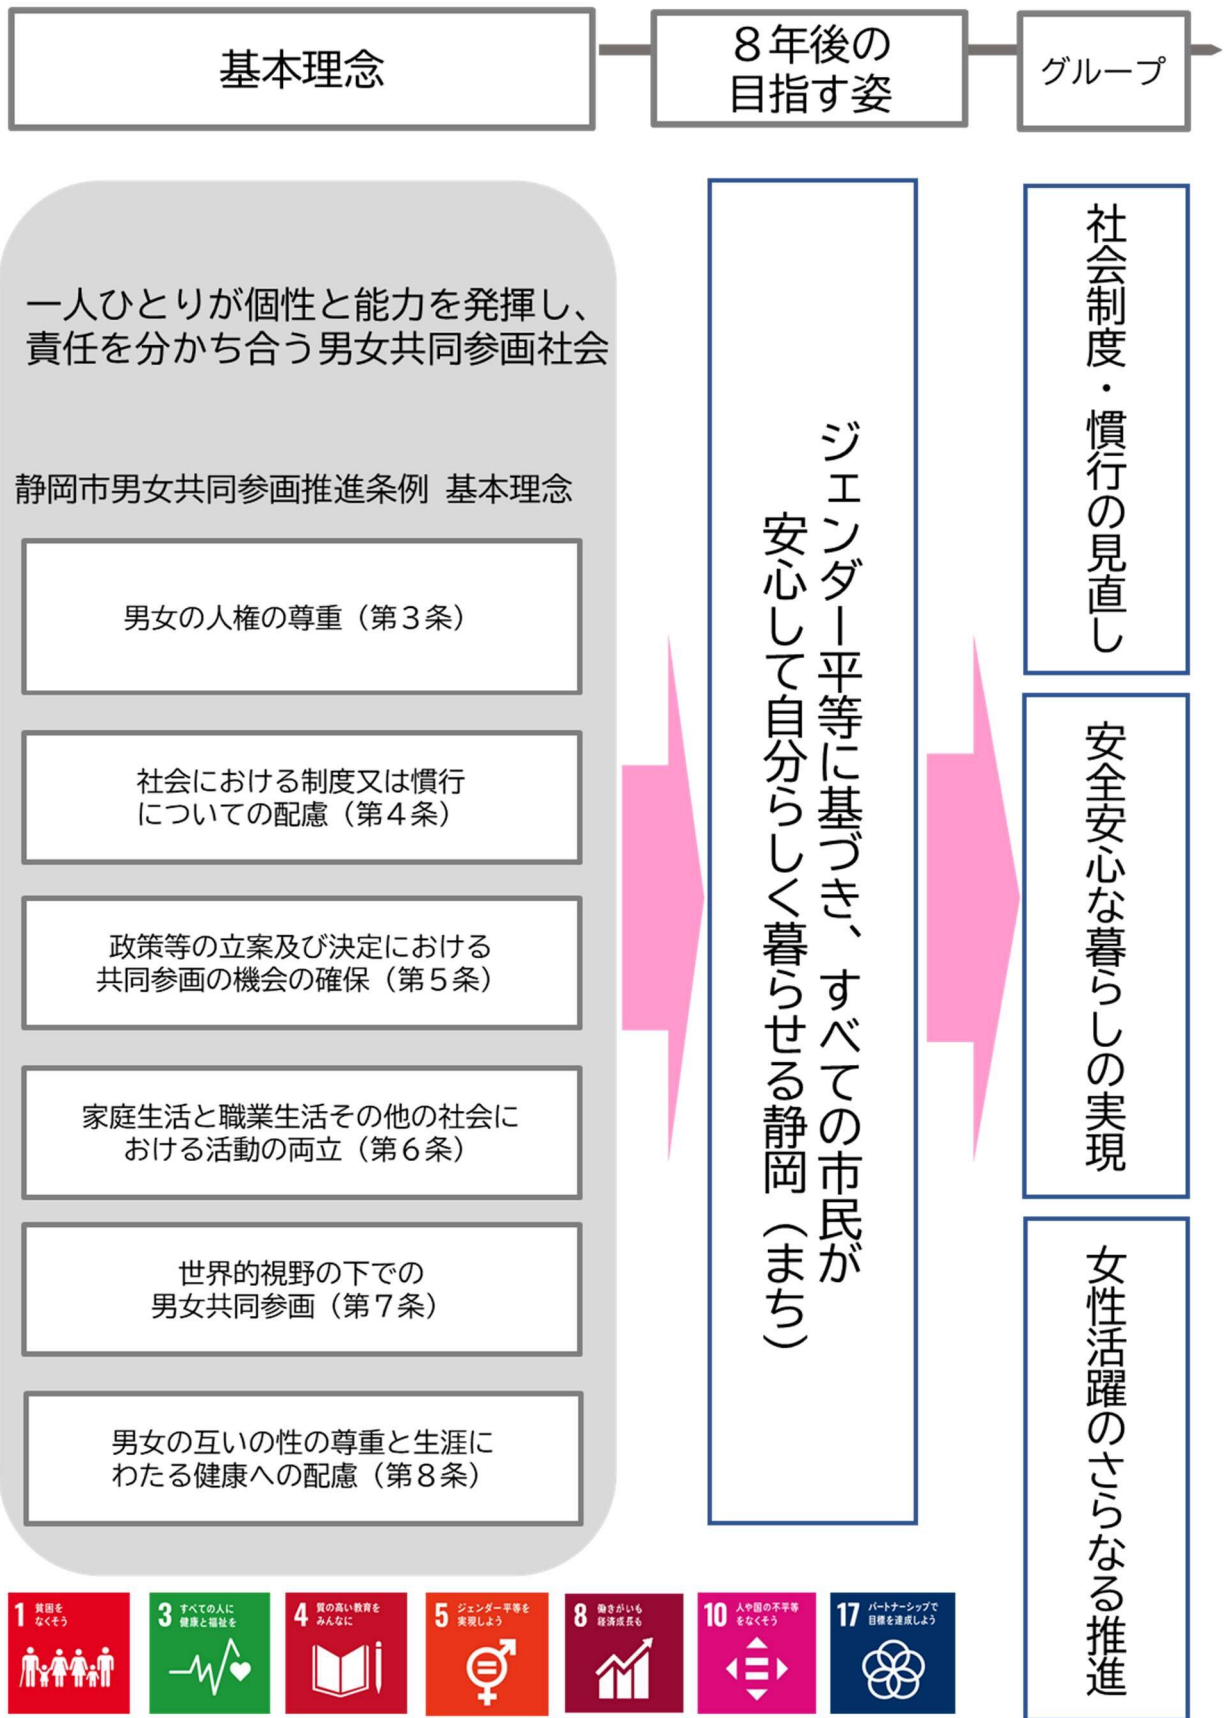 基本理念
８年後の
目指す姿
グループ
一人ひとりが個性と能力を発揮し、
責任を分かち合う男女共同参画社会
静岡市男女共同参画推進条例 基本理念
男女の人権の尊重（第３条）
社会における制度又は慣行
についての配慮（第４条）
政策等の立案及び決定における
共同参画の機会の確保（第５条）
家庭生活と職業生活その他の社会に
おける活動の両立（第６条）
世界的視野の下での
男女共同参画（第７条）
男女の互いの性の尊重と生涯に
わたる健康への配慮（第８条）
ジェンダー平等に基づき、すべての市民が
安心して自分らしく暮らせる静岡（まち）
社会制度・慣行の見直し
安全安心な暮らしの実現
女性活躍のさらなる推進
1 貧困を
なくそう
3 すべての人に
健康と福祉を
4 質の高い教育を
みんなに
5 ジェンダー平等を
実現しよう
8 働きがいも
経済成長も
10 人や国の不平等
をなくそう
17 パートナーシップで
目標を達成しよう